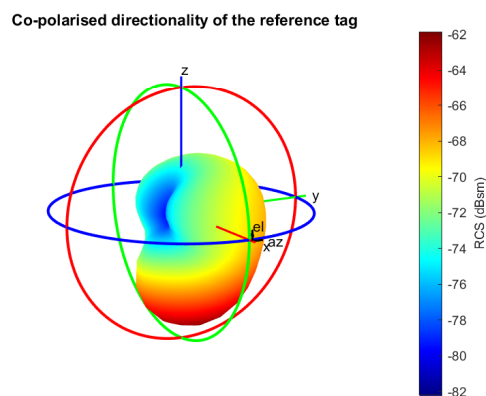 Co-polarised directionality of the reference tag
z
y
el
x az
-62
-64
-66
-68
-70
-72
-74
-76
-78
-80
-82
RCS (dBsm)